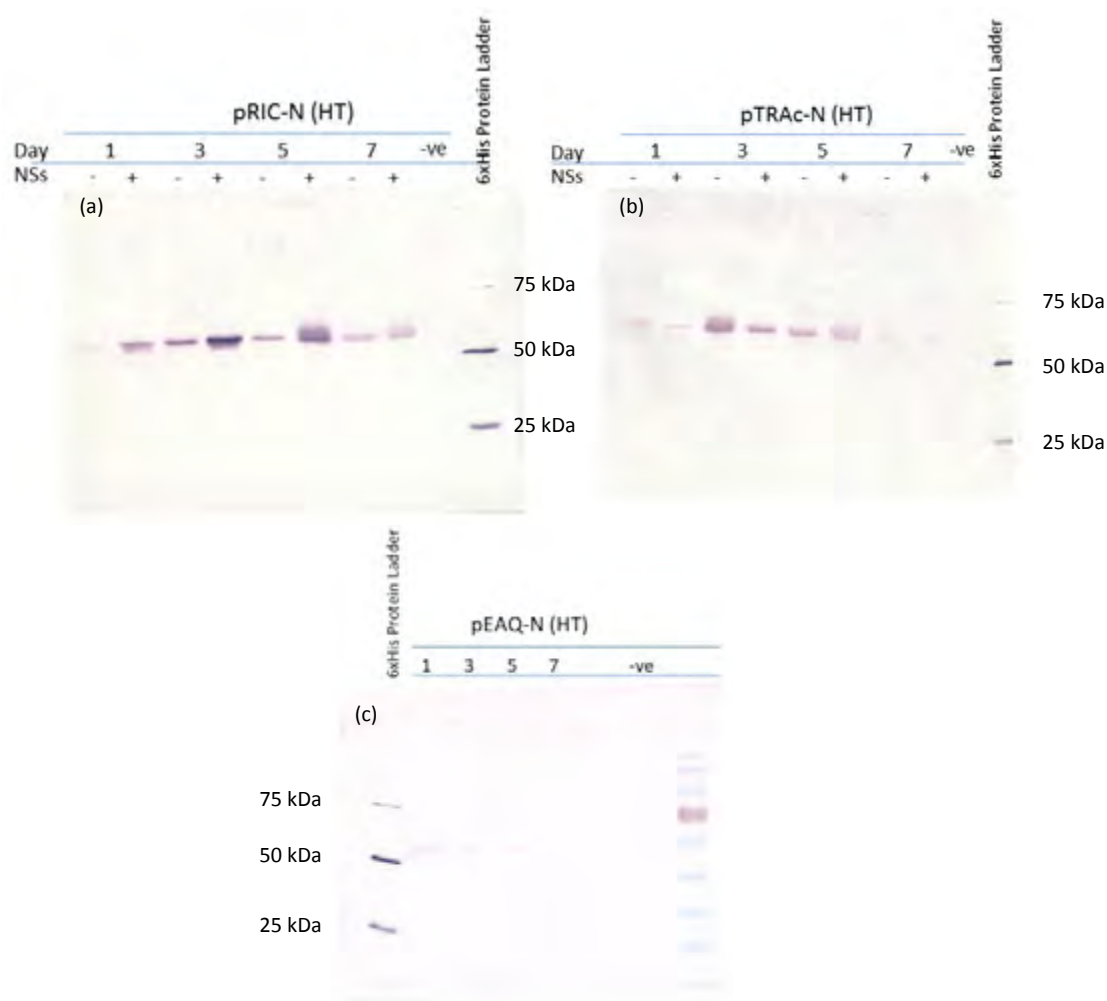 pRIC-N (HT)
6xHis Protein Ladder
Day 1 3 5 7 -ve
NSs - + - + - + - +
(a)
75 kDa
50 kDa
25 kDa
pTRAc-N (HT)
6xHis Protein Ladder
Day 1 3 5 7 -ve
NSs - + - + - + - +
(b)
75 kDa
50 kDa
25 kDa
6xHis Protein Ladder
pEAQ-N (HT)
1 3 5 7 -ve
(c)
75 kDa
50 kDa
25 kDa